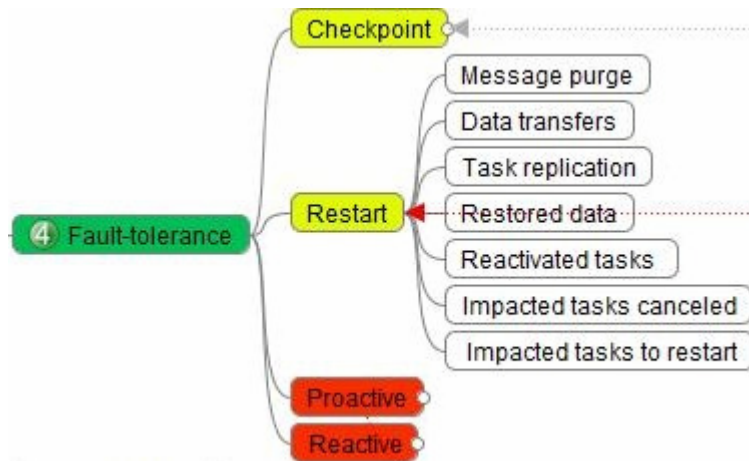 Checkpoint
Message purge
Data transfers
Task replication
Restart
Restored data
4 Fault-tolerance
Reactivated tasks
Impacted tasks canceled
Impacted tasks to restart
Proactive
Reactive